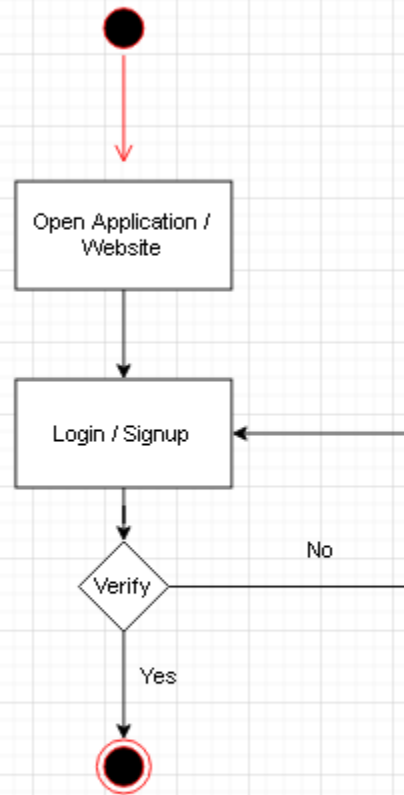 Open Application /
Website
Login / Signup
No
Verify
Yes